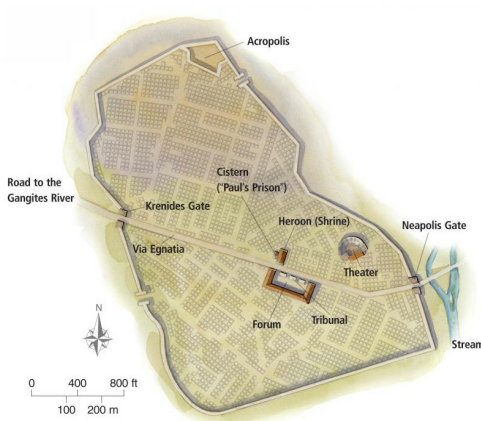 Acropolis
Cistern
("Paul's Prison")
Road to the
Gangites River
Krenides Gate
Heroon (Shrine)
Neapolis Gate
Via Egnatia
Theater
Forum
Tribunal
Stream
N
0 400 800 ft
100 200 m